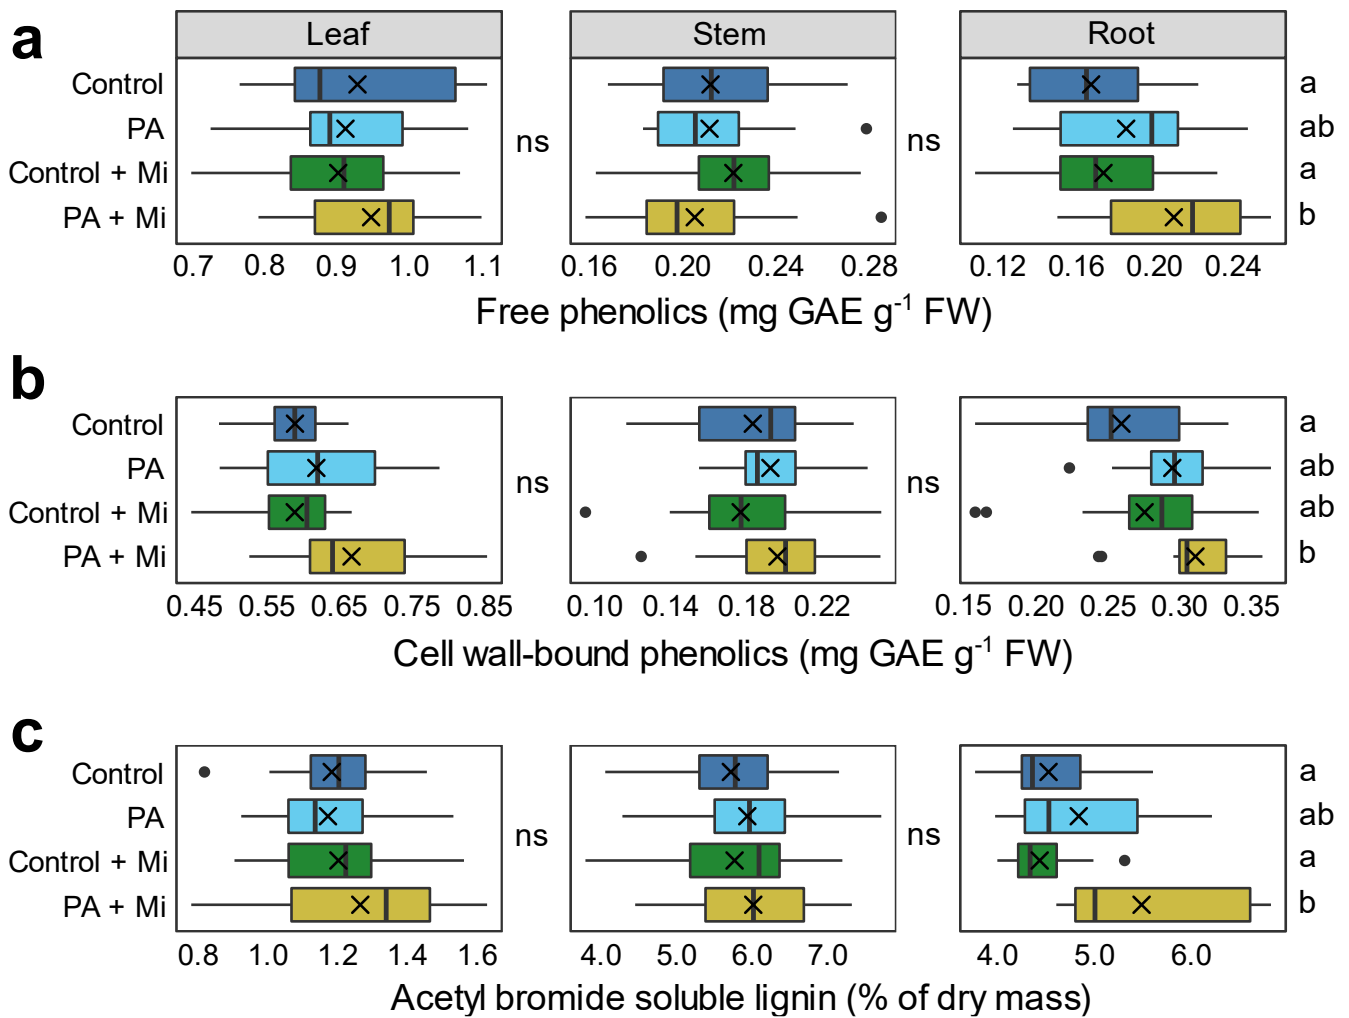 a
Leaf Stem Root
Control a
PA ab
ns ns
Control + Mi a
PA + Mi b
0.7 0.8 0.9 1.0 1.1 0.16 0.20 0.24 0.28 0.12 0.16 0.20 0.24
Free phenolics (mg GAE g-1 FW)
b
Control a
PA ab
ns ns
Control + Mi ab
PA + Mi b
0.45 0.55 0.65 0.75 0.85 0.10 0.14 0.18 0.22 0.15 0.20 0.25 0.30 0.35
Cell wall-bound phenolics (mg GAE g-1 FW)
c
Control a
PA ab
ns ns
Control + Mi a
PA + Mi b
0.8 1.0 1.2 1.4 1.6 4.0 5.0 6.0 7.0 4.0 5.0 6.0
Acetyl bromide soluble lignin (% of dry mass)